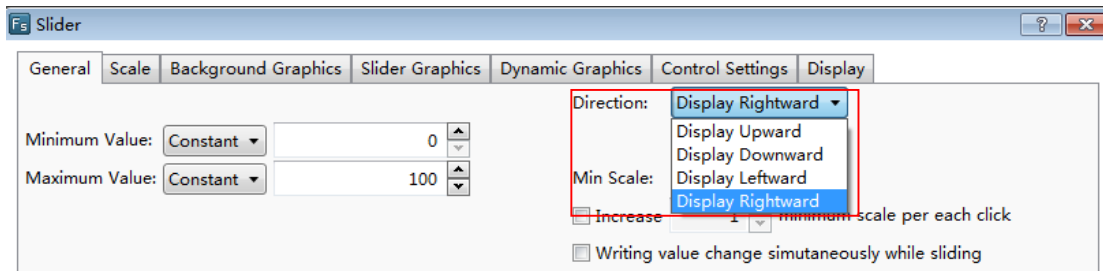 Fs Slider ?
General Scale Background Graphics Slider Graphics Dynamic Graphics Control Settings Display
Direction: Display Rightward
Display Upward
Minimum Value: Constant 0
Display Downward
Maximum Value: Constant 100
Min Scale: Display Leftward
Display Rightward
Increase 1 minimum scale per each click
Writing value change simutaneously while sliding